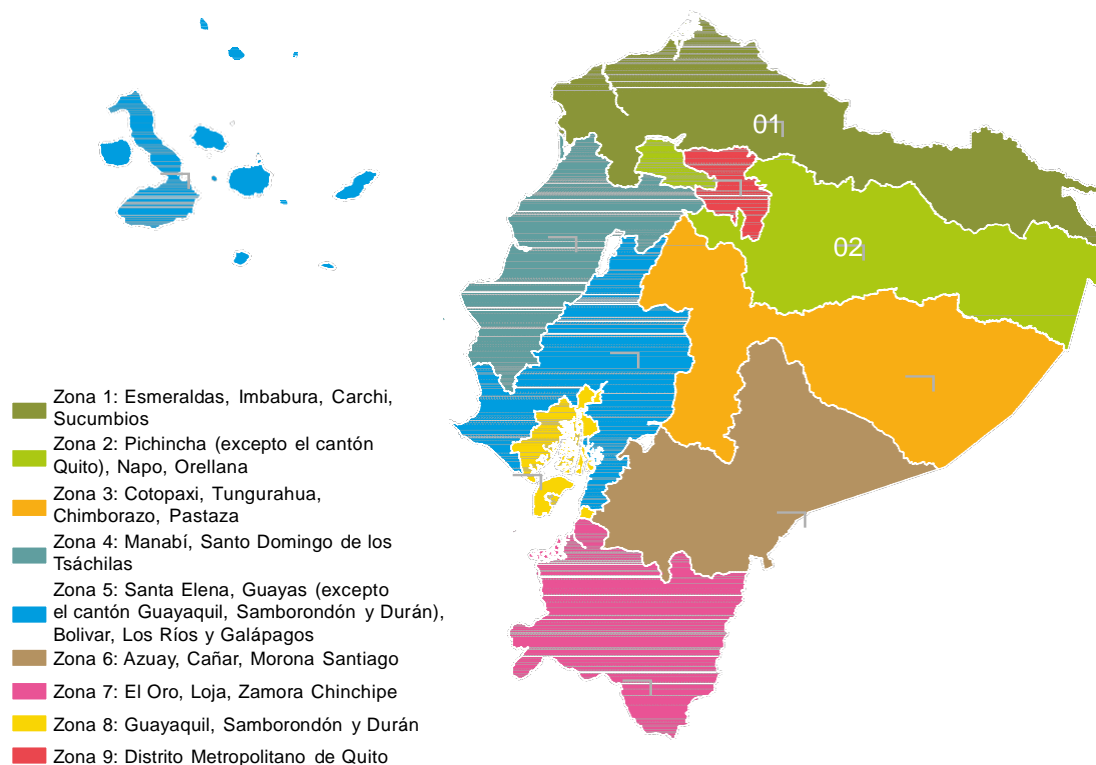 01
02
Zona 1: Esmeraldas, Imbabura, Carchi,
Sucumbios
Zona 2: Pichincha (excepto el cantón
Quito), Napo, Orellana
Zona 3: Cotopaxi, Tungurahua,
Chimborazo, Pastaza
Zona 4: Manabí, Santo Domingo de los
Tsáchilas
Zona 5: Santa Elena, Guayas (excepto
el cantón Guayaquil, Samborondón y Durán),
Bolivar, Los Ríos y Galápagos
Zona 6: Azuay, Cañar, Morona Santiago
Zona 7: El Oro, Loja, Zamora Chinchipe
Zona 8: Guayaquil, Samborondón y Durán
Zona 9: Distrito Metropolitano de Quito